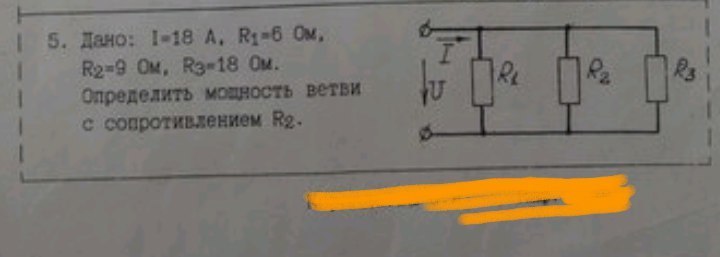 5. Дано: I=18 А, R1=6 Ом,
R2=9 Ом, R3=18 Ом.
Определить мощность ветви
с сопротивлением R2.
I
U
R1
R2
R3